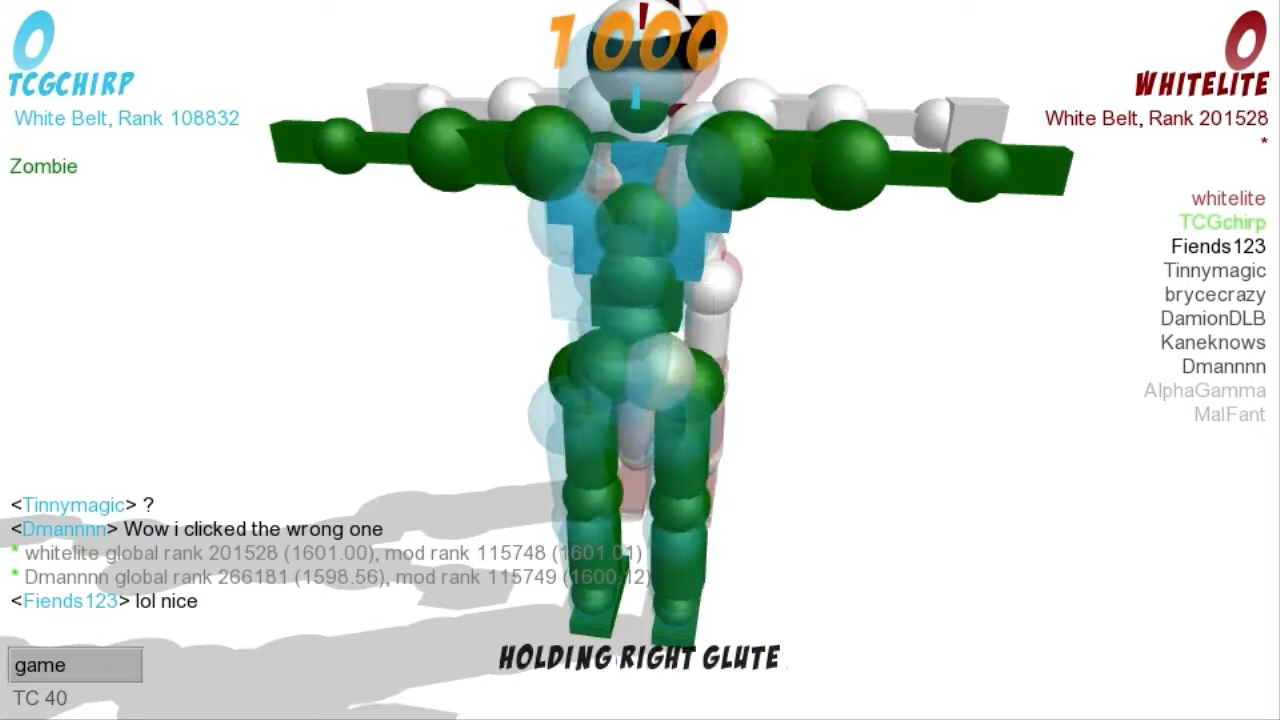 0
TCGCHIRP
White Belt, Rank 108832
Zombie
1000
0
WHITELITE
White Belt, Rank 201528
*
whitelite
TCGchirp
Fiends123
Tinnymagic
brycecrazy
DamionDLB
Kaneknows
Dmannnn
AlphaGamma
MalFant
<Tinnymagic> ?
<Dmannnn> Wow i clicked the wrong one
* whitelite global rank 201528 (1601.00), mod rank 115748 (1601.01)
* Dmannnn global rank 266181 (1598.56), mod rank 115749 (1600.12)
<Fiends123> lol nice
HOLDING RIGHT GLUTE
game
TC 40